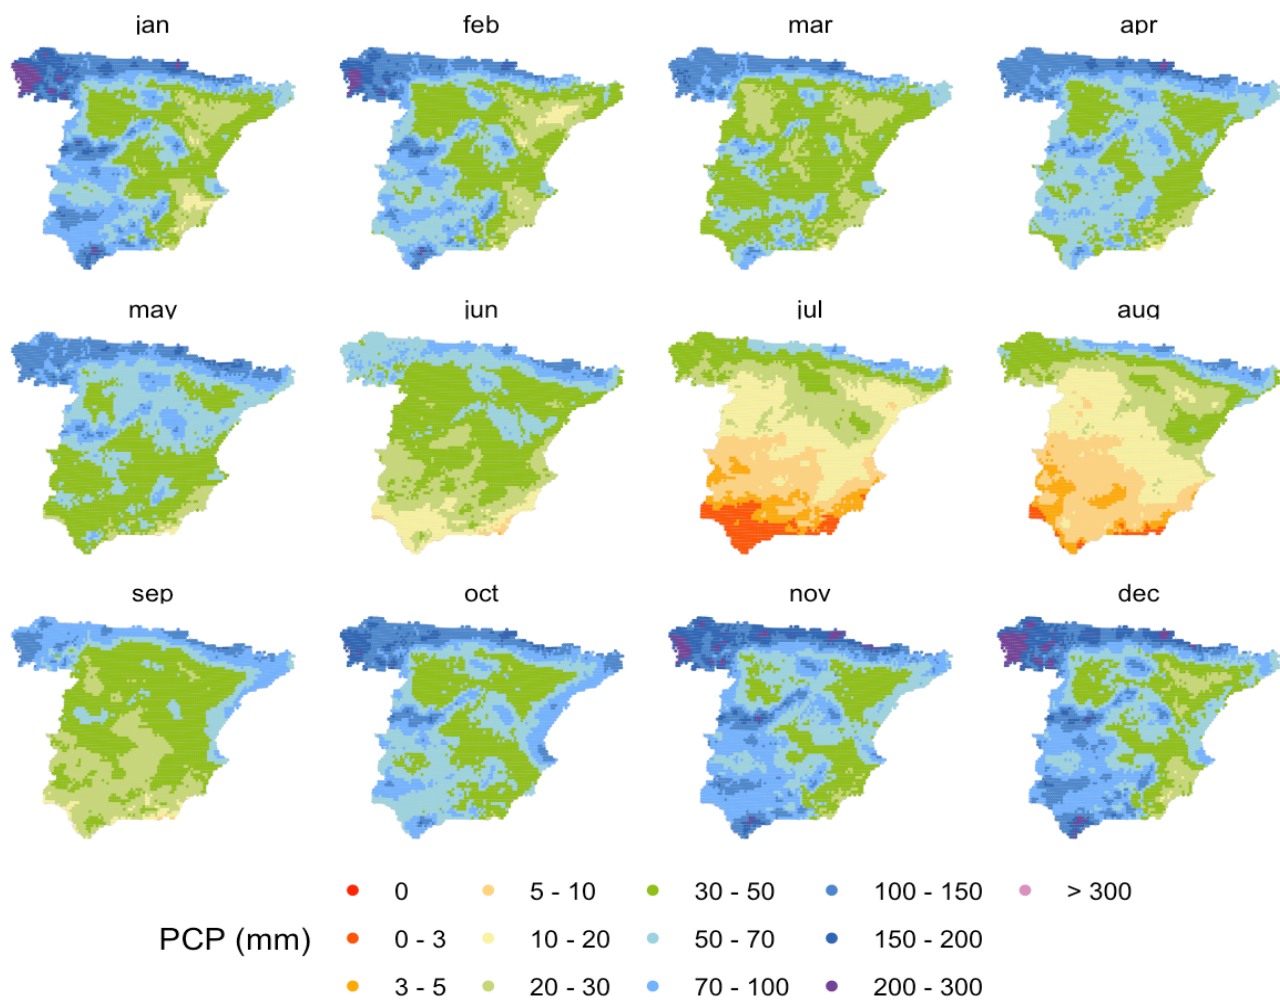 jan feb mar apr
may jun jul aug
sep oct nov dec
0 5 - 10 30 - 50 100 - 150 > 300
PCP (mm) 0 - 3 10 - 20 50 - 70 150 - 200
3 - 5 20 - 30 70 - 100 200 - 300